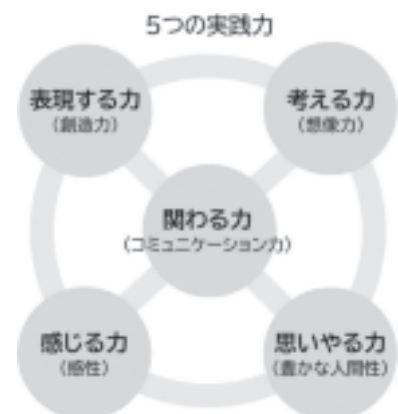 5つの実践力
表現する力
（創造力）
考える力
（想像力）
関わる力
（コミュニケーション力）
感じる力
（感性）
思いやる力
（豊かな人間性）